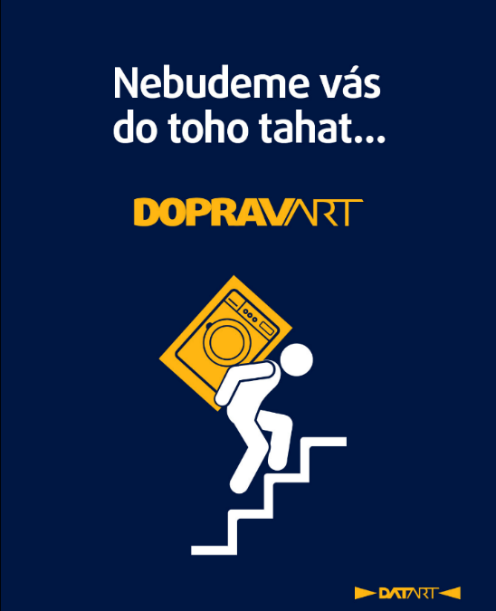 Nebudeme vás
do toho tahat...
DOPRAVART
DATART